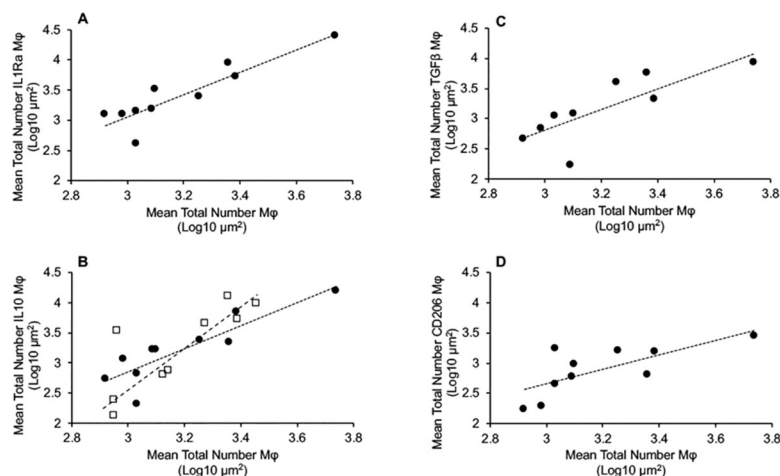 A
Mean Total Number IL1Ra Mφ
(Log10 µm²)
4.5
4
3.5
3
2.5
2
2.8
3
3.2
3.4
3.6
3.8
Mean Total Number Mφ
(Log10 µm²)
C
Mean Total Number TGFβ Mφ
(Log10 µm²)
4.5
4
3.5
3
2.5
2
2.8
3
3.2
3.4
3.6
3.8
Mean Total Number Mφ
(Log10 µm²)
B
Mean Total Number IL10 Mφ
(Log10 µm²)
4.5
4
3.5
3
2.5
2
2.8
3
3.2
3.4
3.6
3.8
Mean Total Number Mφ
(Log10 µm²)
D
Mean Total Number CD206 Mφ
(Log10 µm²)
4.5
4
3.5
3
2.5
2
2.8
3
3.2
3.4
3.6
3.8
Mean Total Number Mφ
(Log10 µm²)